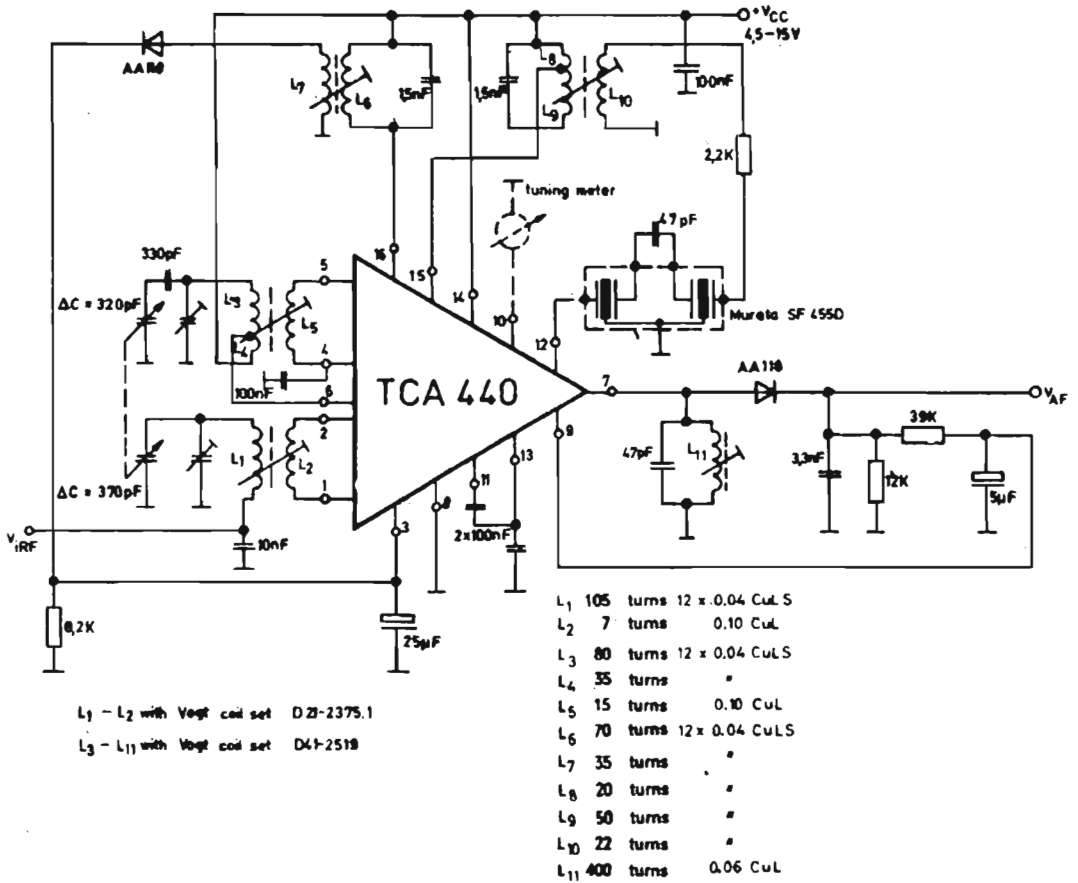 +VCC
4,5-15V
AA118
L7
L6
1,5nF
1,5nF
L8
L9
L10
100nF
2,2K
tuning meter
47pF
Murata SF 455D
330pF
ΔC = 320pF
L3
L4
L5
100nF
5
4
6
2
1
16
15
14
10
12
7
9
13
11
8
3
TCA 440
AA118
VAF
39K
47pF
L11
3,3nF
12K
5µF
ΔC = 370pF
L1
L2
ViRF
10nF
2×100nF
8,2K
25µF
L1 105 turns 12 x 0.04 CuLS
L2 7 turns 0.10 CuL
L3 80 turns 12 x 0.04 CuLS
L4 35 turns "
L5 15 turns 0.10 CuL
L6 70 turns 12 x 0.04 CuLS
L7 35 turns "
L8 20 turns "
L9 50 turns "
L10 22 turns "
L11 400 turns 0.06 CuL
L1 - L2 with Vogt coil set D21-2375.1
L3 - L11 with Vogt coil set D41-2519